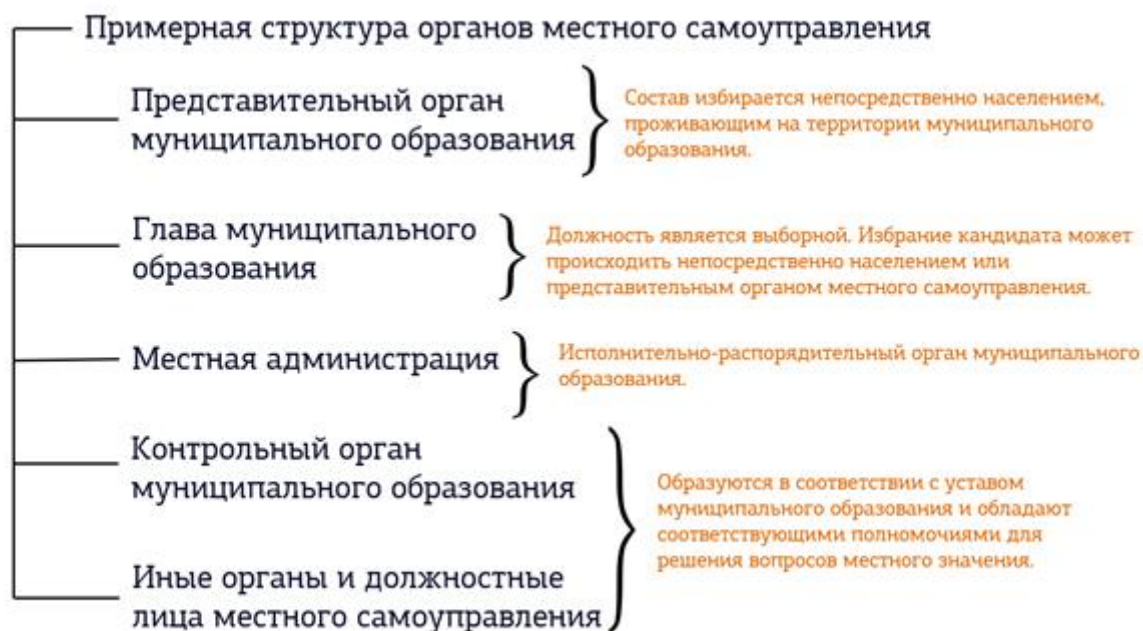 Примерная структура органов местного самоуправления
Представительный орган
муниципального образования
Состав избирается непосредственно населением,
проживающим на территории муниципального
образования.
Глава муниципального
образования
Должность является выборной. Избрание кандидата может
происходить непосредственно населением или
представительным органом местного самоуправления.
Местная администрация
Исполнительно-распорядительный орган муниципального
образования.
Контрольный орган
муниципального образования
Иные органы и должностные
лица местного самоуправления
Образуются в соответствии с уставом
муниципального образования и обладают
соответствующими полномочиями для
решения вопросов местного значения.